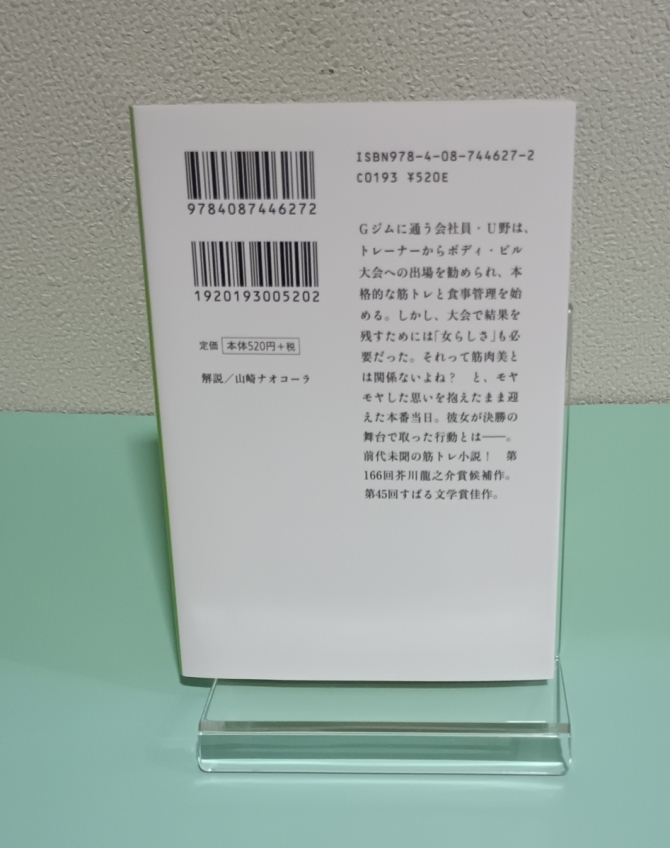 9784087446272
1920193005202
定価 本体520円+税
解説/山崎ナオコーラ
ISBN978-4-08-744627-2
C0193 ¥520E
Gジムに通う会社員・U野は、
トレーナーからボディ・ビル
大会への出場を勧められ、本
格的な筋トレと食事管理を始
める。しかし、大会で結果を
残すためには「女らしさ」も必
要だった。それって筋肉美と
は関係ないよね? と、モヤ
モヤした思いを抱えたまま迎
えた本番当日。彼女が決勝の
舞台で取った行動とは──。
前代未聞の筋トレ小説! 第
166回芥川龍之介賞候補作。
第45回すばる文学賞佳作。